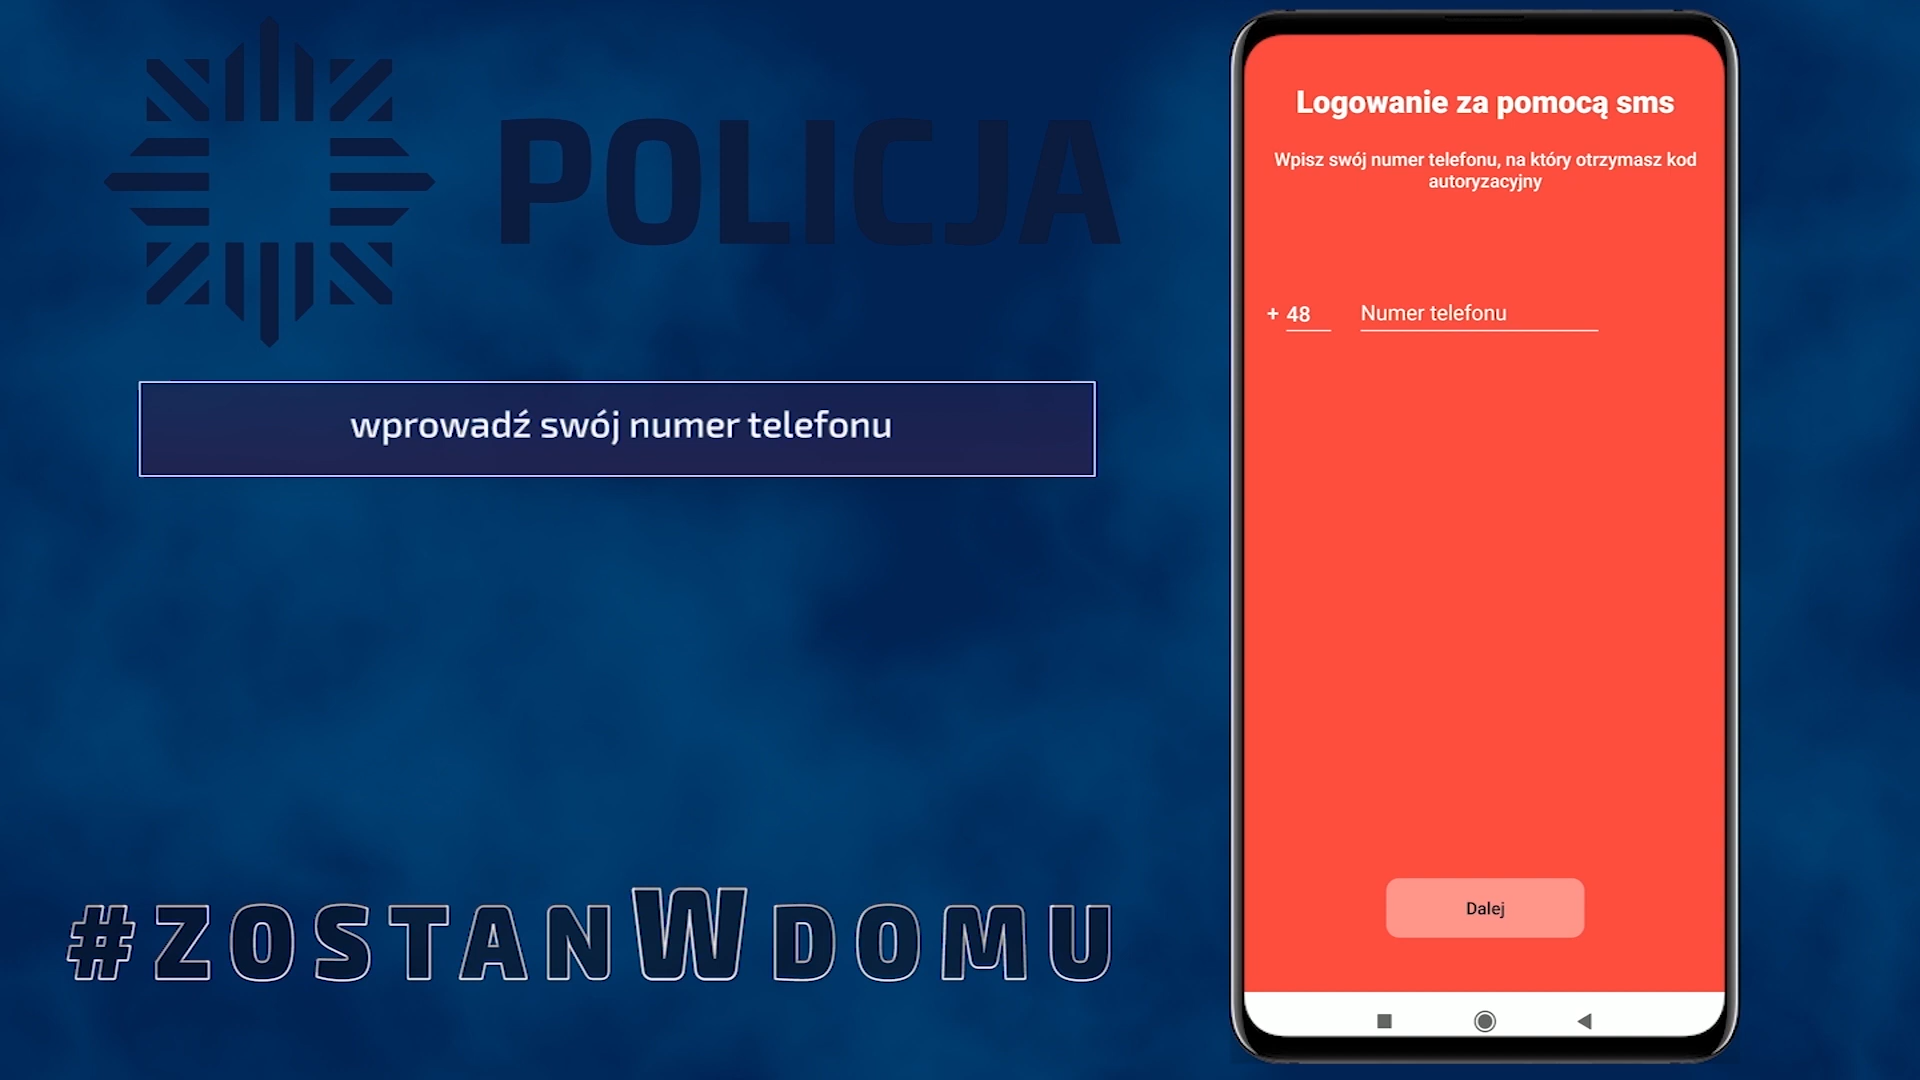 POLICJA
wprowadź swój numer telefonu
#ZOSTANWDOMU
Logowanie za pomocą sms
Wpisz swój numer telefonu, na który otrzymasz kod
autoryzacyjny
+ 48 Numer telefonu
Dalej